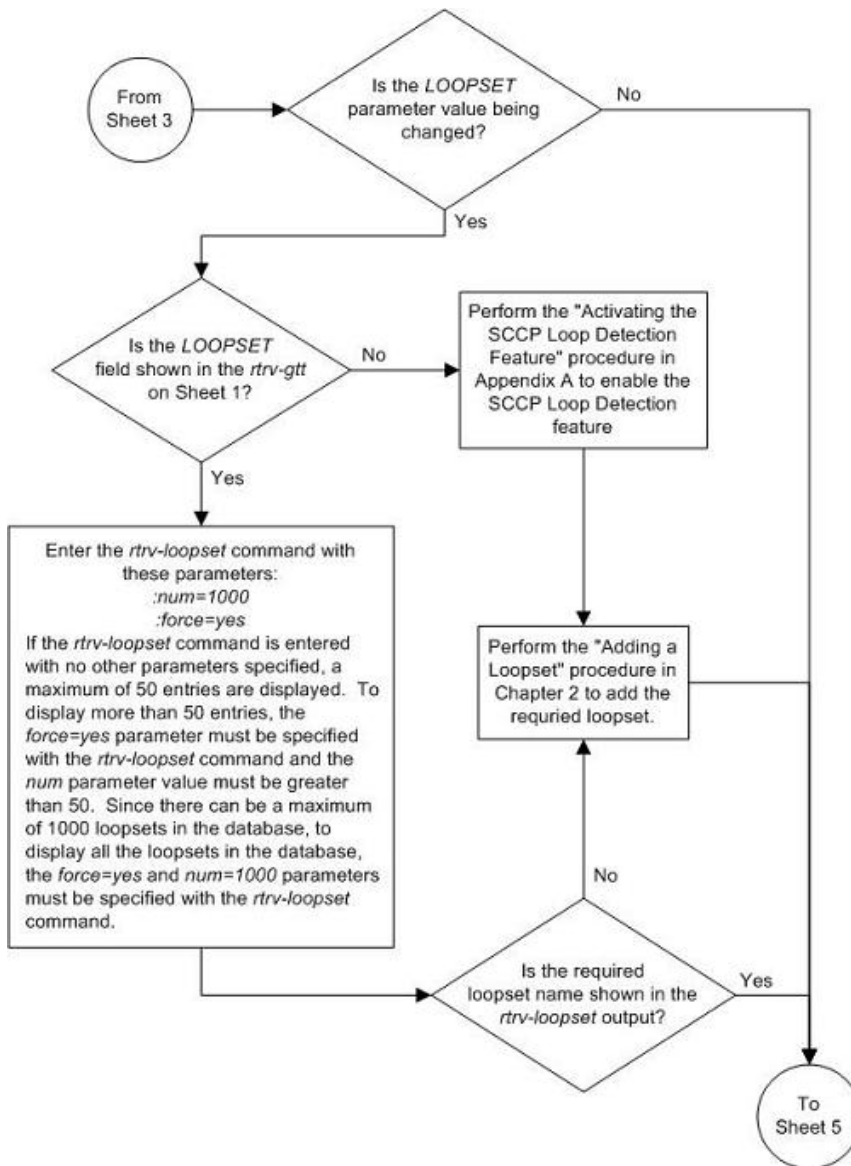 From
Sheet 3
Is the LOOPSET
parameter value being
changed?
No
Yes
Is the LOOPSET
field shown in the rtrv-gtt
on Sheet 1?
No
Perform the "Activating the
SCCP Loop Detection
Feature" procedure in
Appendix A to enable the
SCCP Loop Detection
feature
Yes
Enter the rtrv-loopset command with
these parameters:
:num=1000
:force=yes
If the rtrv-loopset command is entered
with no other parameters specified, a
maximum of 50 entries are displayed. To
display more than 50 entries, the
force=yes parameter must be specified
with the rtrv-loopset command and the
num parameter value must be greater
than 50. Since there can be a maximum
of 1000 loopsets in the database, to
display all the loopsets in the database,
the force=yes and num=1000 parameters
must be specified with the rtrv-loopset
command.
Perform the "Adding a
Loopset" procedure in
Chapter 2 to add the
requried loopset.
No
Is the required
loopset name shown in the
rtrv-loopset output?
Yes
To
Sheet 5